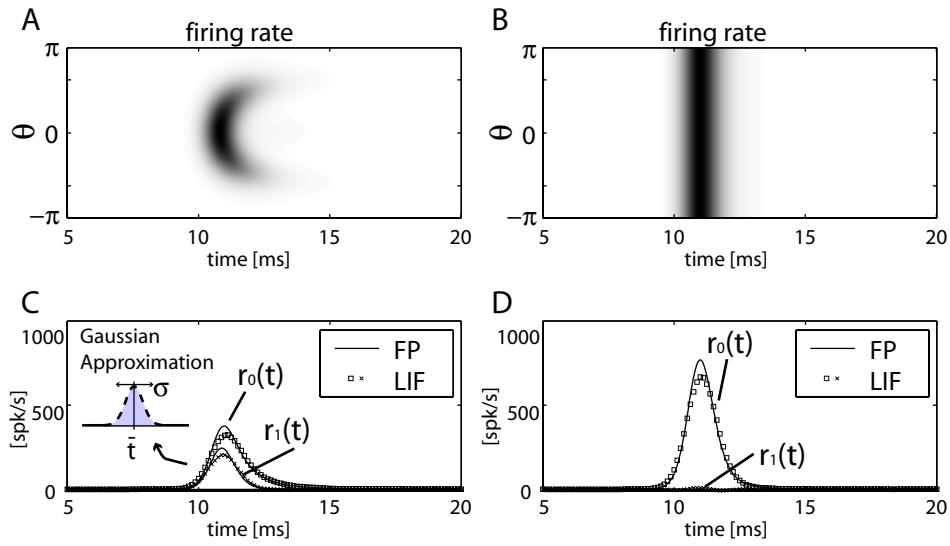 A
firing rate
π
θ
0
−π
5
10
15
20
time [ms]
B
firing rate
π
θ
0
−π
5
10
15
20
time [ms]
C
1000
[spk/s]
500
0
Gaussian
Approximation
σ
t̄
r₀(t)
r₁(t)
FP
LIF
5
10
15
20
time [ms]
D
1000
[spk/s]
500
0
r₀(t)
r₁(t)
FP
LIF
5
10
15
20
time [ms]